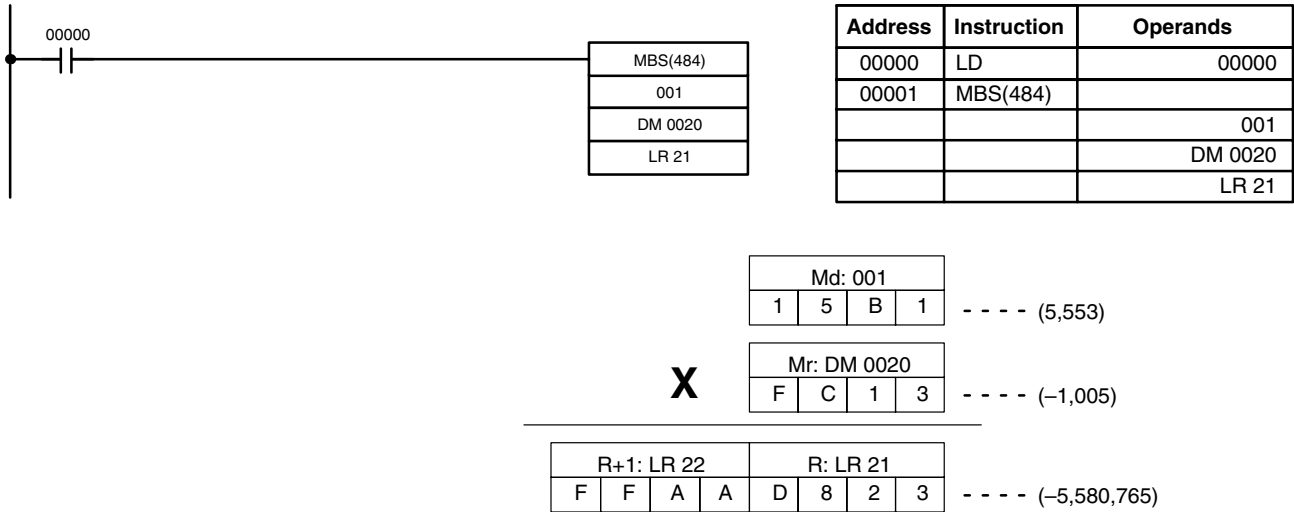 00000
MBS(484)
001
DM 0020
LR 21
Address Instruction Operands
00000 LD 00000
00001 MBS(484)
001
DM 0020
LR 21
Md: 001
1 5 B 1 - - - - (5,553)
X
Mr: DM 0020
F C 1 3 - - - - (–1,005)
R+1: LR 22 R: LR 21
F F A A D 8 2 3 - - - - (–5,580,765)